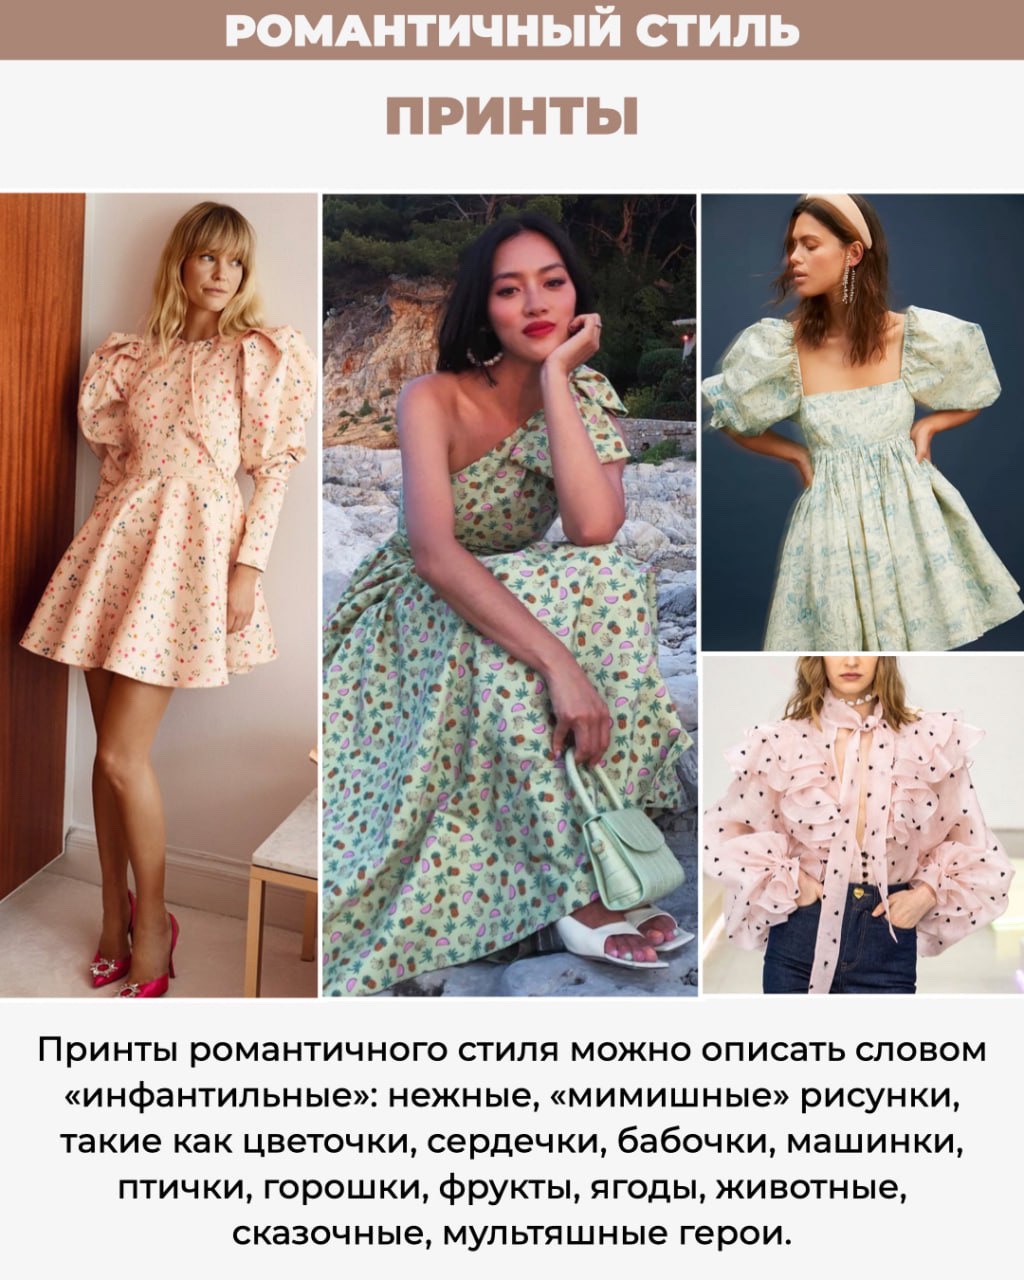 РОМАНТИЧНЫЙ СТИЛЬ
ПРИНТЫ
Принты романтичного стиля можно описать словом
«инфантильные»: нежные, «мимишные» рисунки,
такие как цветочки, сердечки, бабочки, машинки,
птички, горошки, фрукты, ягоды, животные,
сказочные, мультяшные герои.